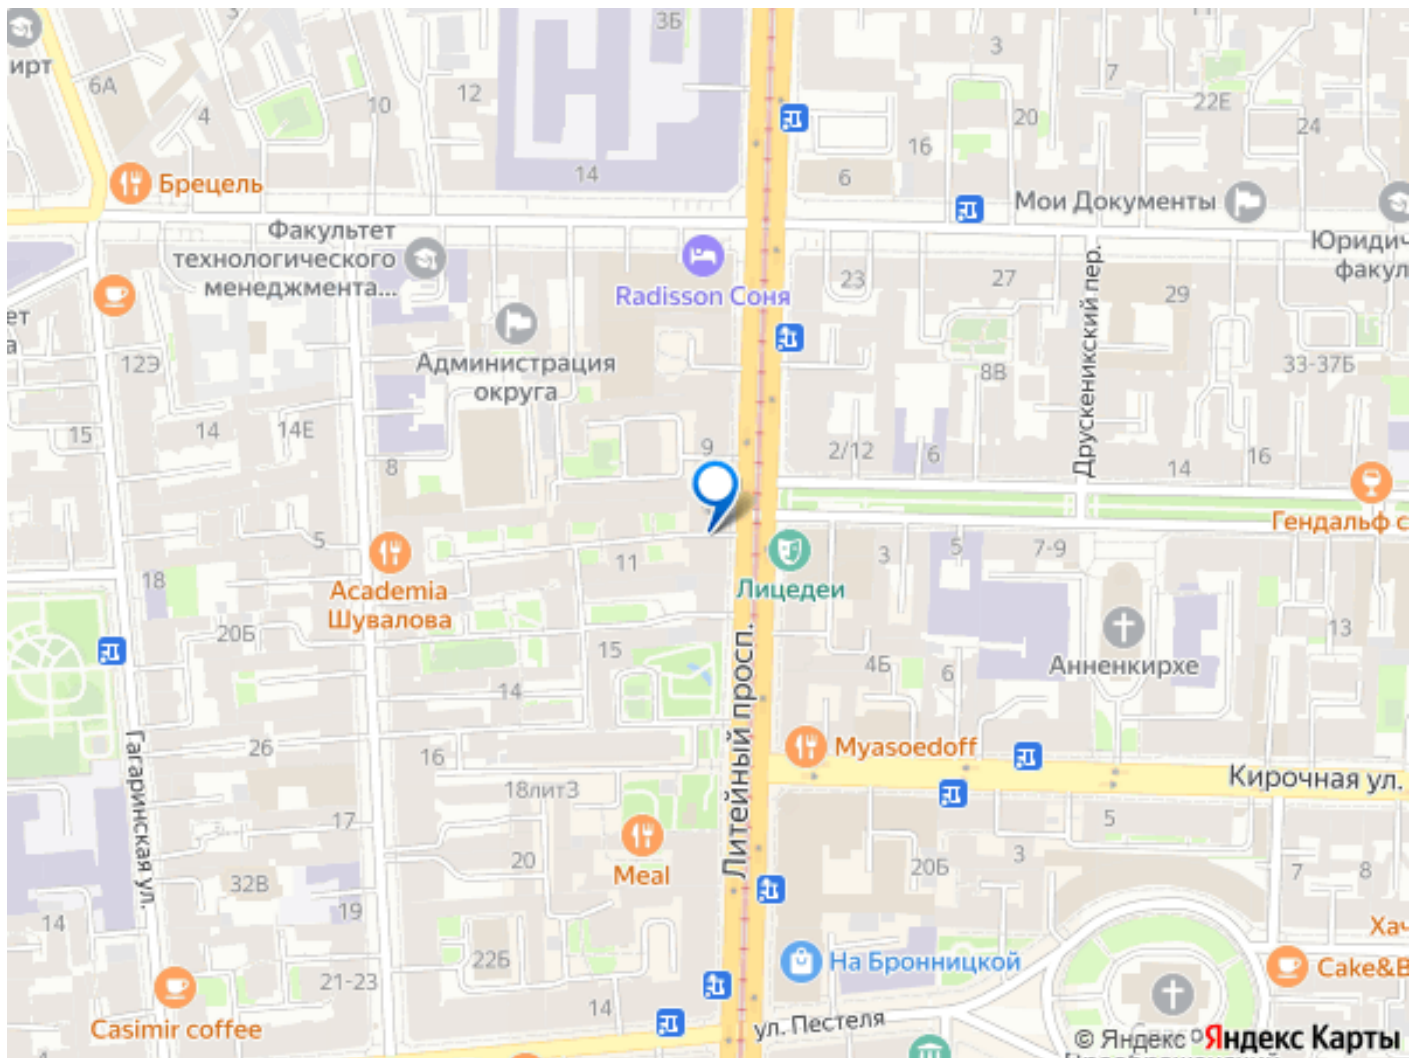 3Б
11
3
ирт
6А
7
12
10
4
22Е
20
24
16
14
6
Брецель
Мои Документы
Факультет
технологического
менеджмента...
Юридич
факул
Radisson Соня
23
27
29
ет
а
Друскеникский пер.
Администрация
округа
12Э
8В
33-37Б
15
14
14Е
9
2/12
6
8
14
16
Гендальф с
5
11
3
5
7-9
18
Academia
Шувалова
Лицедеи
20Б
15
13
4Б
6
Анненкирхе
14
Литейный просп.
26
16
Myasoedoff
Гагаринская ул.
Кирочная ул.
18литЗ
17
5
20
3
20Б
Meal
7
8
32В
19
14
Хач
22Б
На Бронницкой
Cake&B
21-23
14
Casimir coffee
ул. Пестеля
© Яндекс
Яндекс Карты